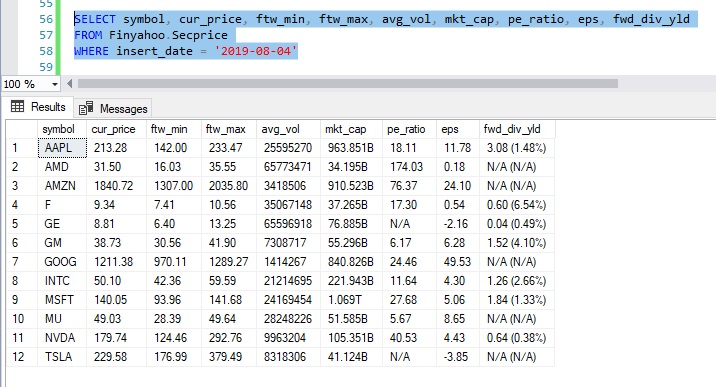 55
56 SELECT symbol, cur_price, ftw_min, ftw_max, avg_vol, mkt_cap, pe_ratio, eps, fwd_div_yld
57 FROM Finyahoo.Secprice
58 WHERE insert_date = '2019-08-04'
59
100 %
Results Messages
symbol cur_price ftw_min ftw_max avg_vol mkt_cap pe_ratio eps fwd_div_yld
1 AAPL 213.28 142.00 233.47 25595270 963.851B 18.11 11.78 3.08 (1.48%)
2 AMD 31.50 16.03 35.55 65773471 34.195B 174.03 0.18 N/A (N/A)
3 AMZN 1840.72 1307.00 2035.80 3418506 910.523B 76.37 24.10 N/A (N/A)
4 F 9.34 7.41 10.56 35067148 37.265B 17.30 0.54 0.60 (6.54%)
5 GE 8.81 6.40 13.25 65596918 76.885B N/A -2.16 0.04 (0.49%)
6 GM 38.73 30.56 41.90 7308717 55.296B 6.17 6.28 1.52 (4.10%)
7 GOOG 1211.38 970.11 1289.27 1414267 840.826B 24.46 49.53 N/A (N/A)
8 INTC 50.10 42.36 59.59 21214695 221.943B 11.64 4.30 1.26 (2.66%)
9 MSFT 140.05 93.96 141.68 24169454 1.069T 27.68 5.06 1.84 (1.33%)
10 MU 49.03 28.39 49.64 28248226 51.585B 5.67 8.65 N/A (N/A)
11 NVDA 179.74 124.46 292.76 9963204 105.351B 40.53 4.43 0.64 (0.38%)
12 TSLA 229.58 176.99 379.49 8318306 41.124B N/A -3.85 N/A (N/A)